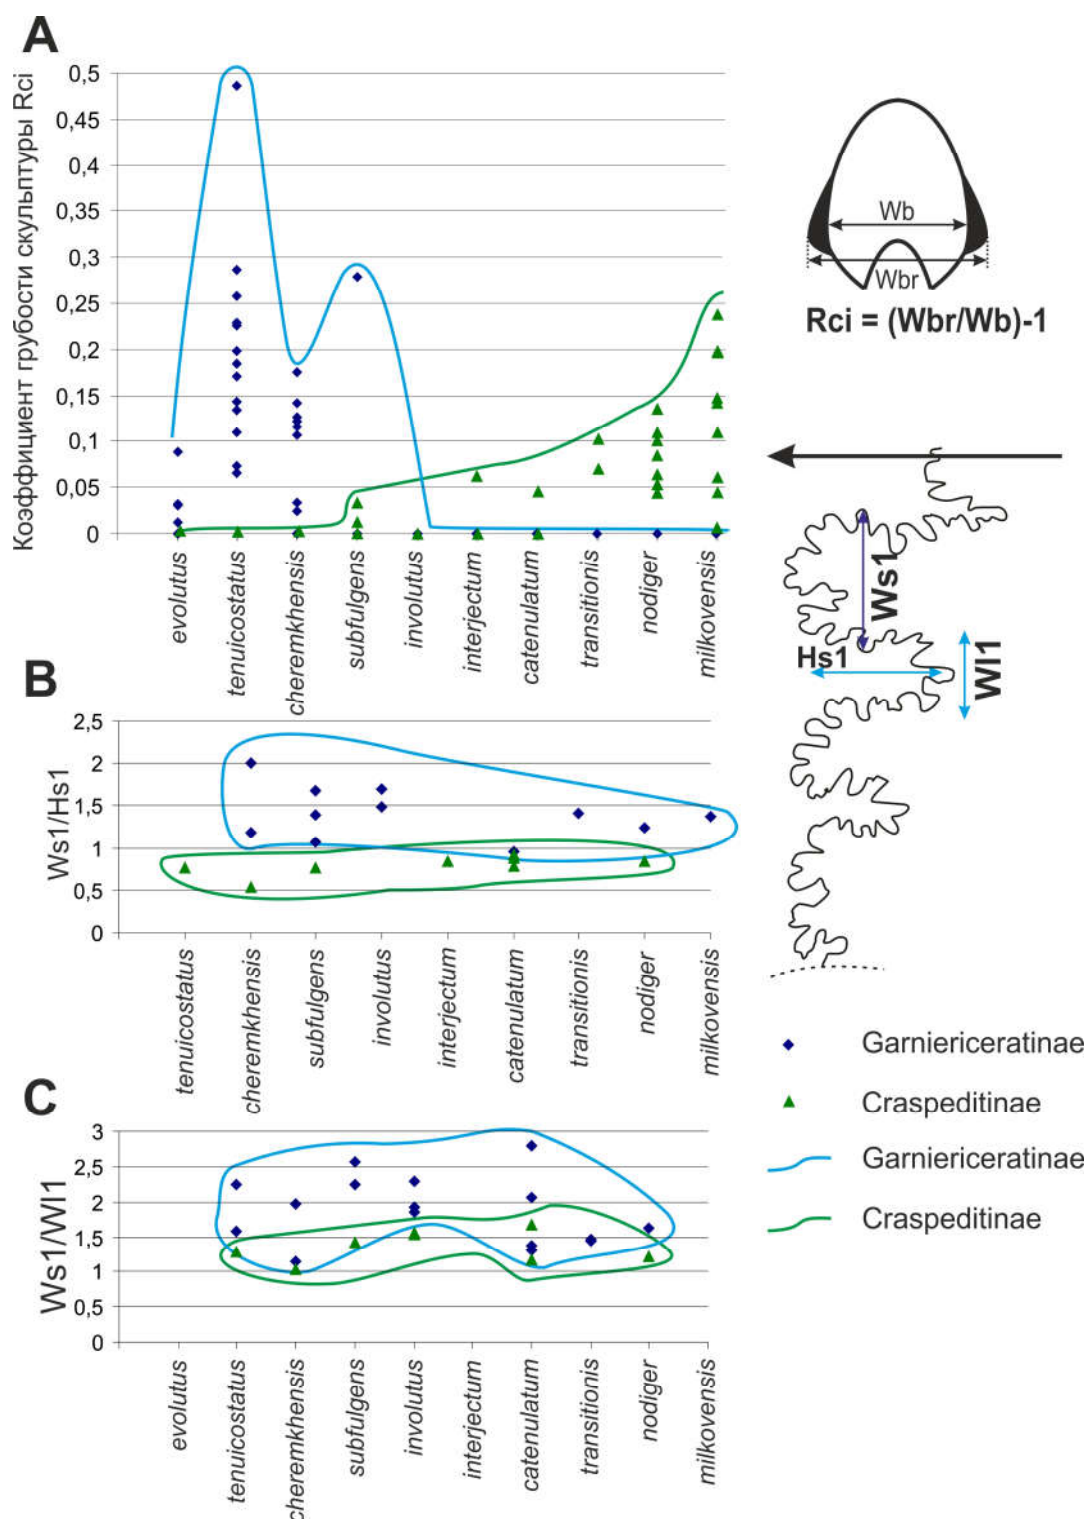 A
Коэффициент грубости скульптуры Rci
0,5
0,45
0,4
0,35
0,3
0,25
0,2
0,15
0,1
0,05
0
evolutus
tenuicostatus
cheremkhensis
subfulgens
involutus
interjectum
catenulatum
transitionis
nodiger
milkovensis
Wb
Wbr
Rci = (Wbr/Wb)-1
Ws1
Hs1
Wl1
B
Ws1/Hs1
2,5
2
1,5
1
0,5
0
tenuicostatus
cheremkhensis
subfulgens
involutus
interjectum
catenulatum
transitionis
nodiger
milkovensis
Garniericeratinae
Craspeditinae
Garniericeratinae
Craspeditinae
C
Ws1/Wl1
3
2,5
2
1,5
1
0,5
0
evolutus
tenuicostatus
cheremkhensis
subfulgens
involutus
interjectum
catenulatum
transitionis
nodiger
milkovensis